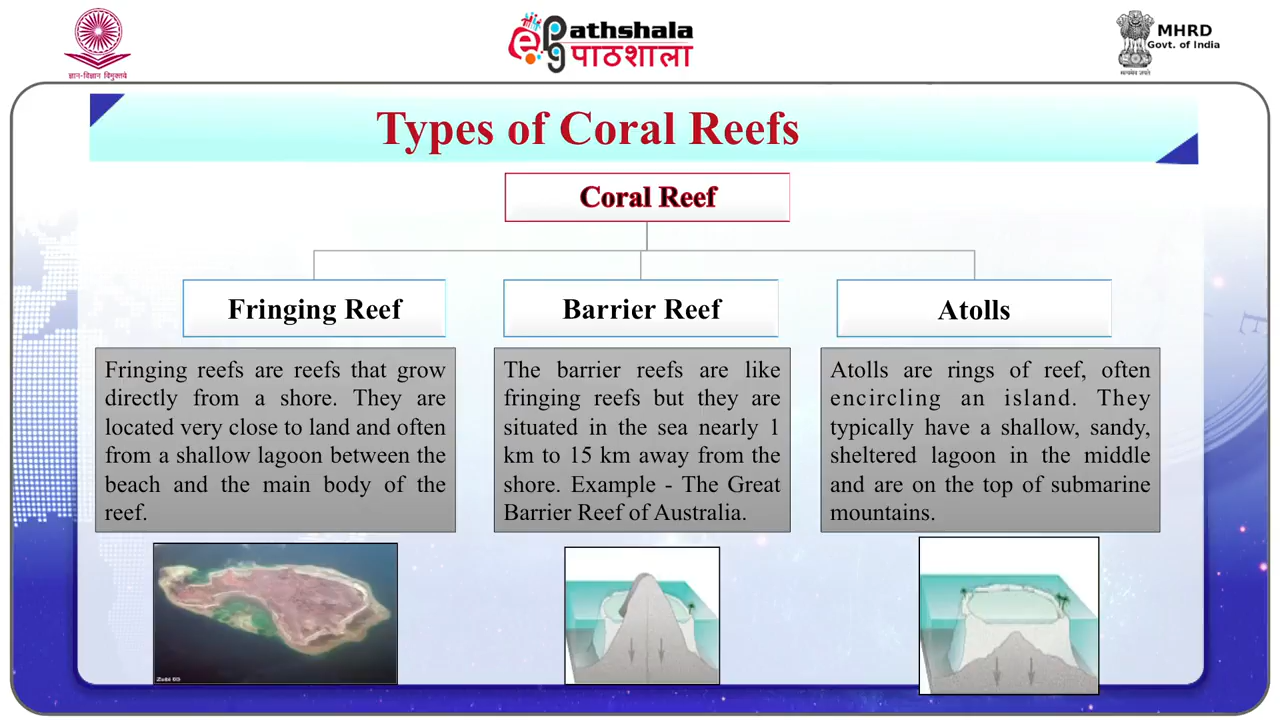 ज्ञान-विज्ञान विमुक्तये
epg Pathshala
पाठशाला
MHRD
Govt. of India
सत्यमेव जयते
Types of Coral Reefs
Coral Reef
Fringing Reef
Barrier Reef
Atolls
Fringing reefs are reefs that grow
directly from a shore. They are
located very close to land and often
from a shallow lagoon between the
beach and the main body of the
reef.
The barrier reefs are like
fringing reefs but they are
situated in the sea nearly 1
km to 15 km away from the
shore. Example - The Great
Barrier Reef of Australia.
Atolls are rings of reef, often
encircling an island. They
typically have a shallow, sandy,
sheltered lagoon in the middle
and are on the top of submarine
mountains.